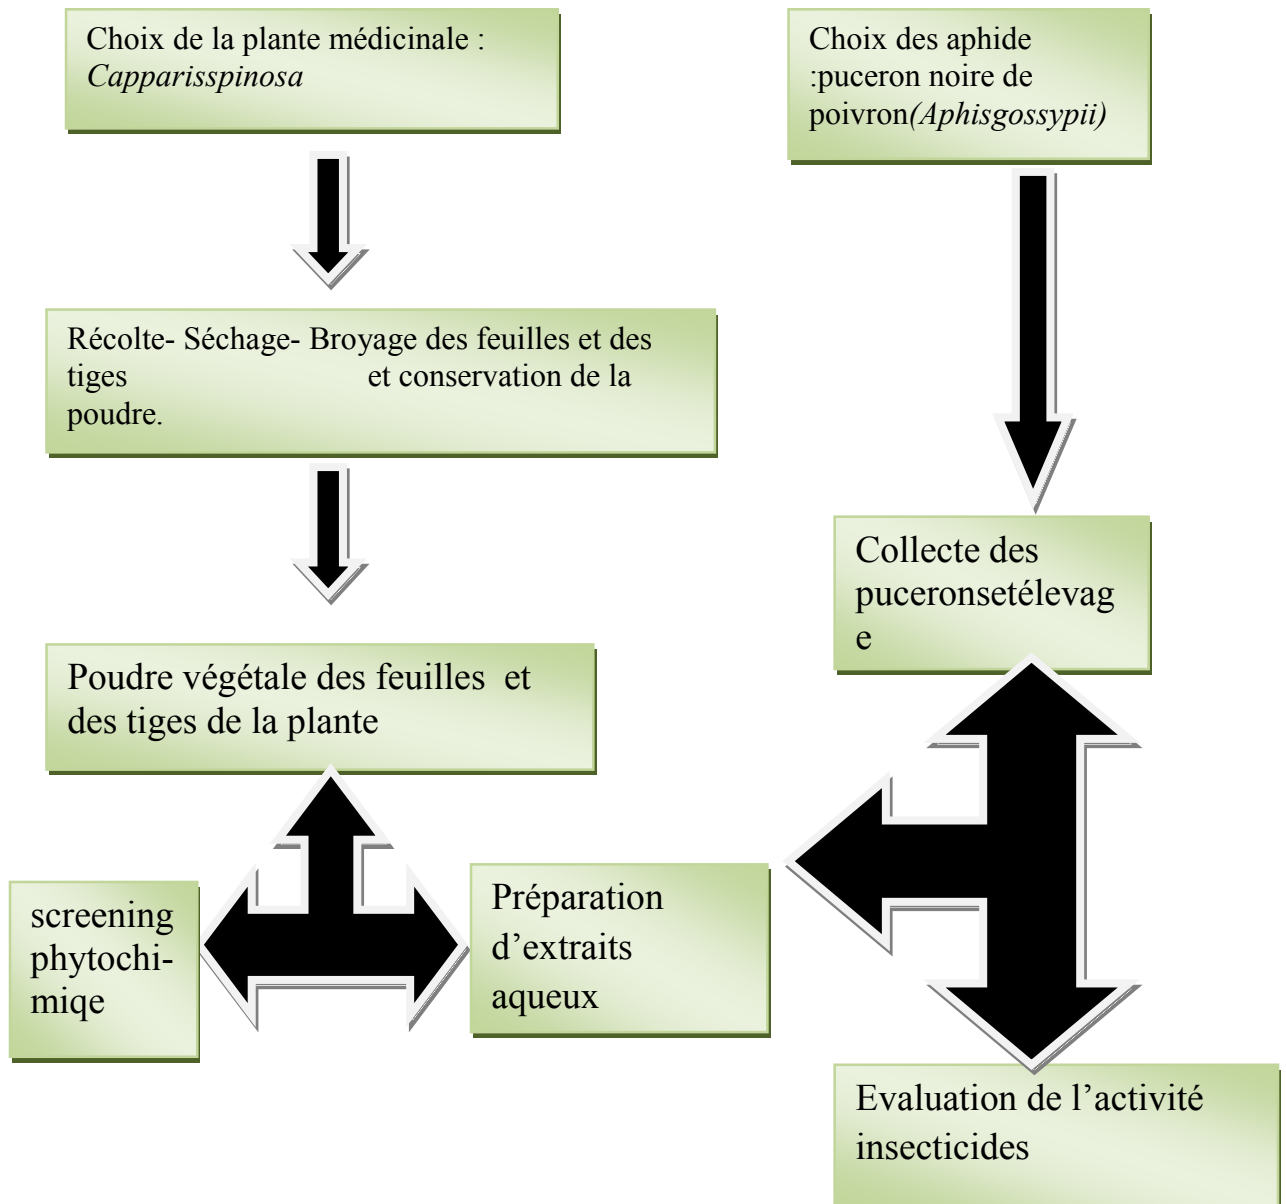 Choix de la plante médicinale :
Capparisspinosa
Choix des aphide
:puceron noire de
poivron(Aphisgossypii)
Récolte- Séchage- Broyage des feuilles et des
tiges et conservation de la
poudre.
Collecte des
puceronsetélevag
e
Poudre végétale des feuilles et
des tiges de la plante
screening
phytochi-
miqe
Préparation
d’extraits
aqueux
Evaluation de l’activité
insecticides